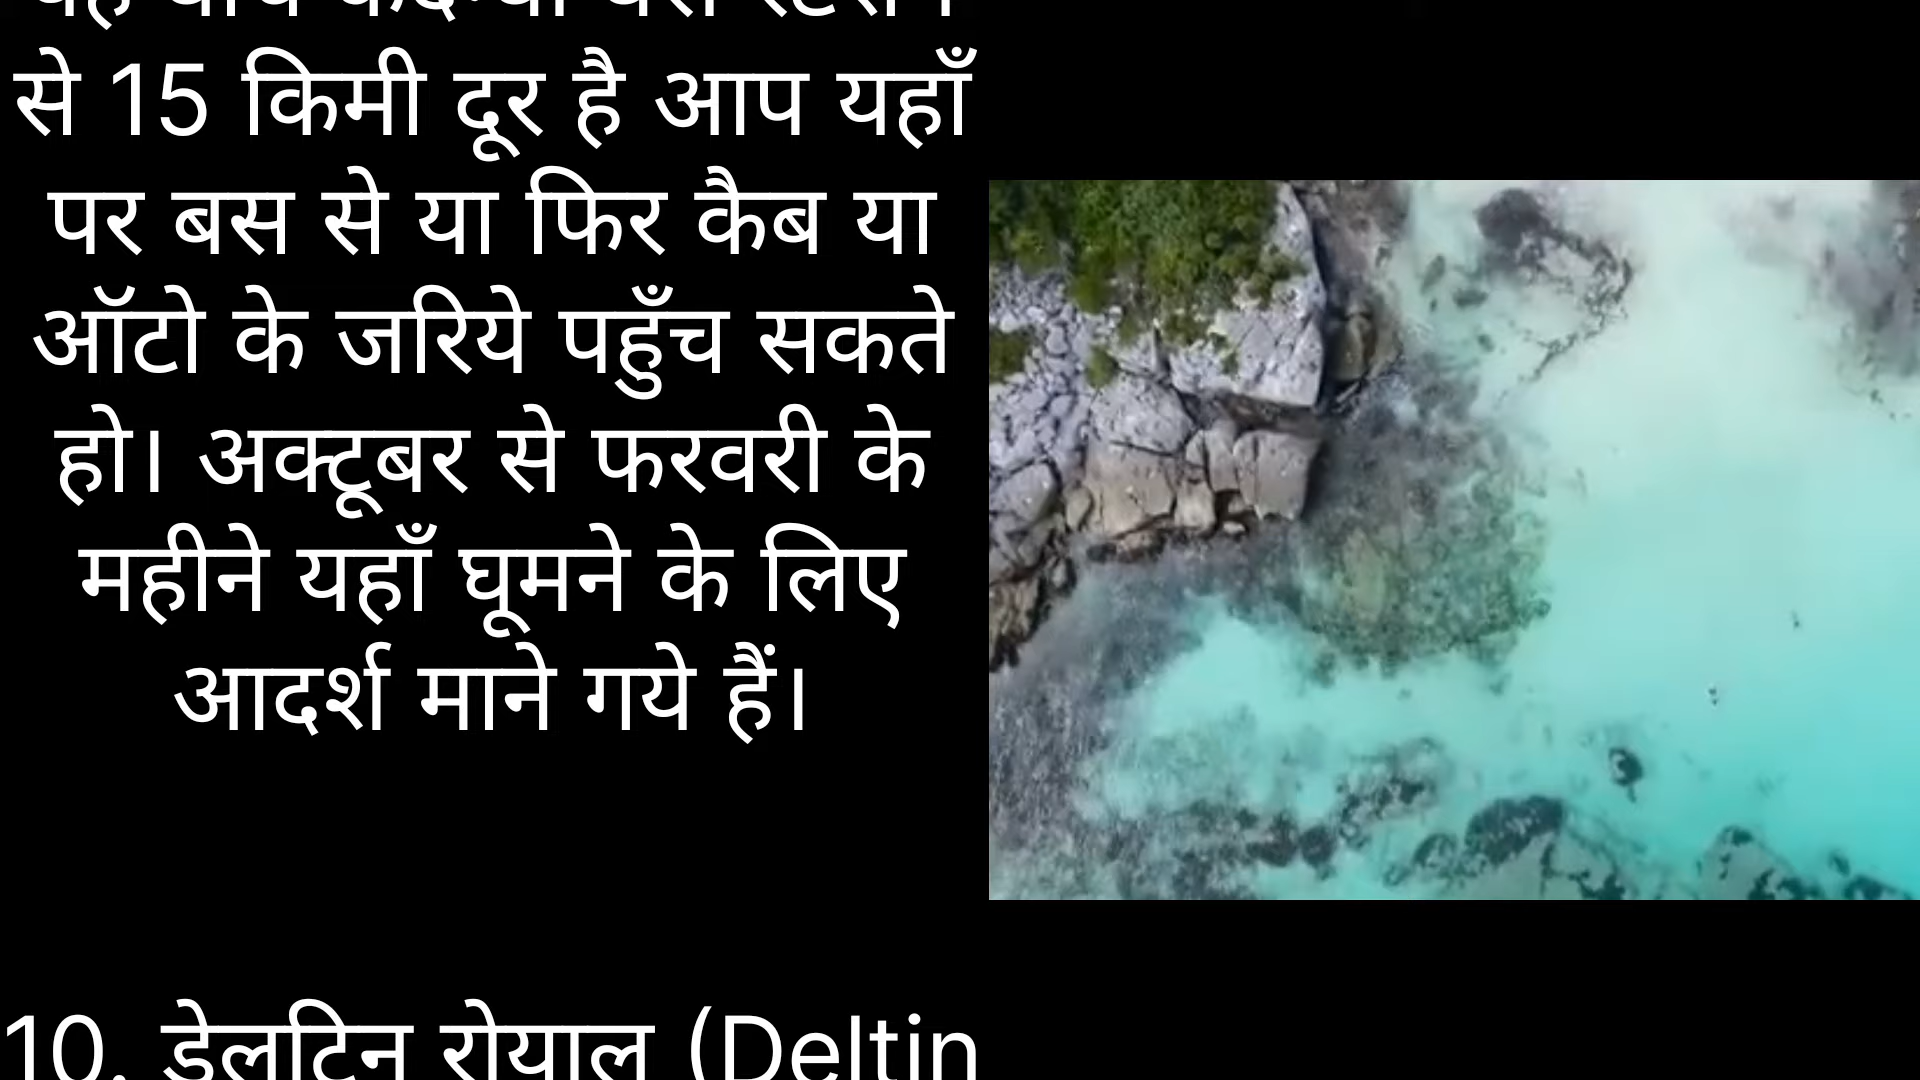 से 15 किमी दूर है आप यहाँ
पर बस से या फिर कैब या
ऑटो के जरिये पहुँच सकते
हो। अक्टूबर से फरवरी के
महीने यहाँ घूमने के लिए
आदर्श माने गये हैं।
10. डेलटिन रोयाल (Deltin